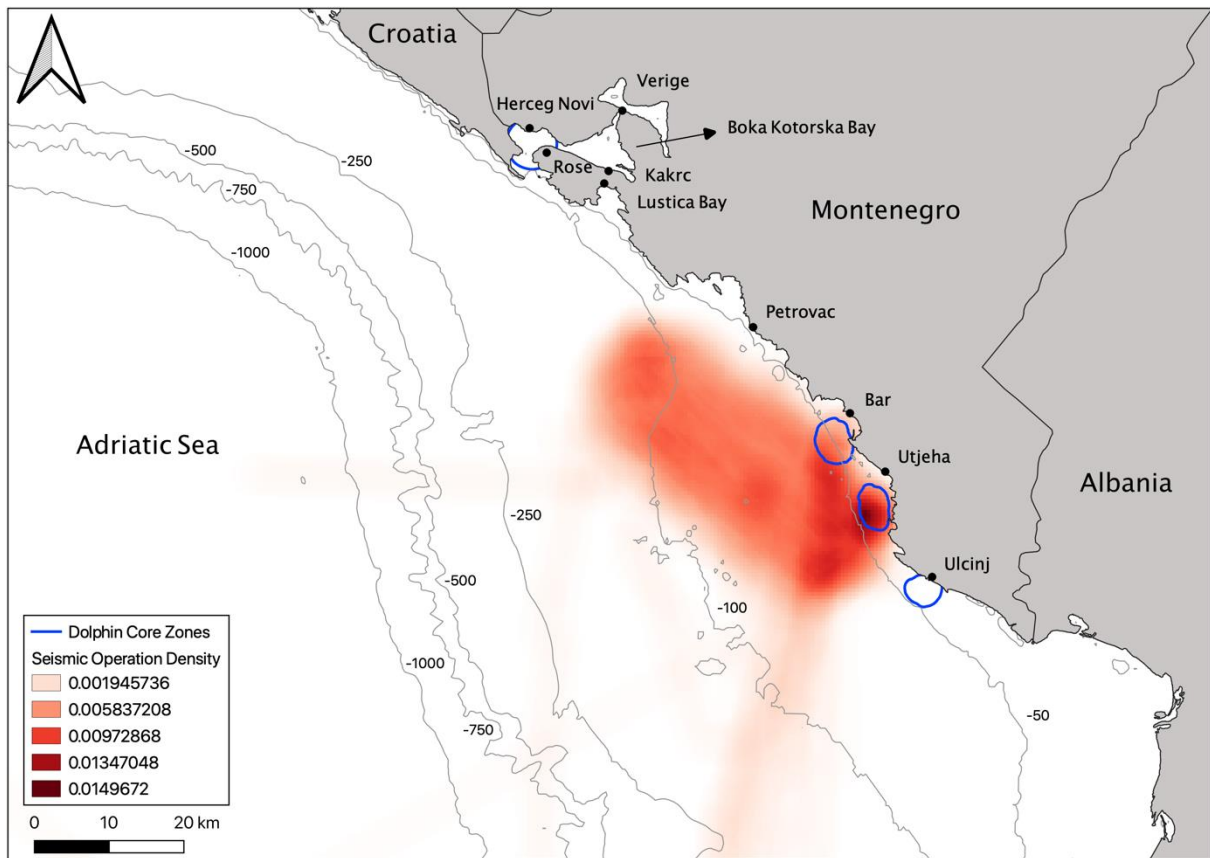 Croatia
Verige
Herceg Novi
Boka Kotorska Bay
-500
-250
Rose
Kakrc
-750
Lustica Bay
Montenegro
-1000
Petrovac
Bar
Adriatic Sea
Utjeha
Albania
-250
Ulcinj
-500
-100
Dolphin Core Zones
Seismic Operation Density
0.001945736
0.005837208
0.00972868
0.01347048
0.0149672
-1000
-750
-50
0 10 20 km